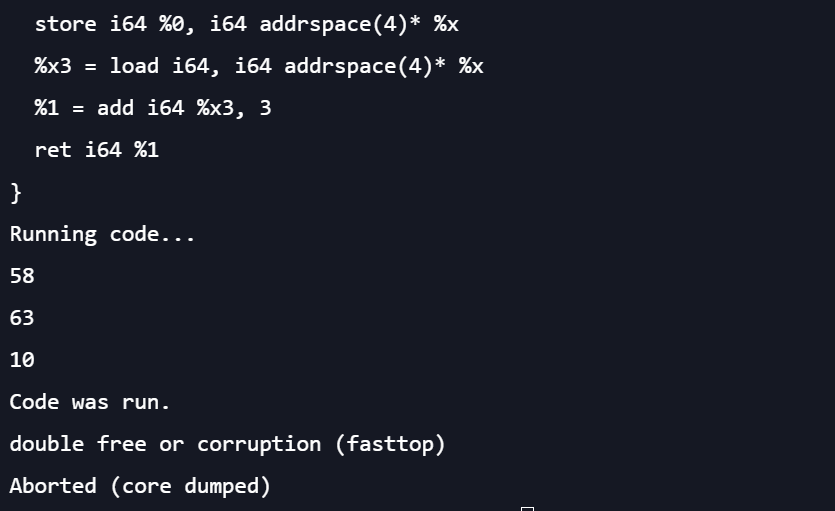 store i64 %0, i64 addrspace(4)* %x
%x3 = load i64, i64 addrspace(4)* %x
%1 = add i64 %x3, 3
ret i64 %1
}
Running code...
58
63
10
Code was run.
double free or corruption (fasttop)
Aborted (core dumped)